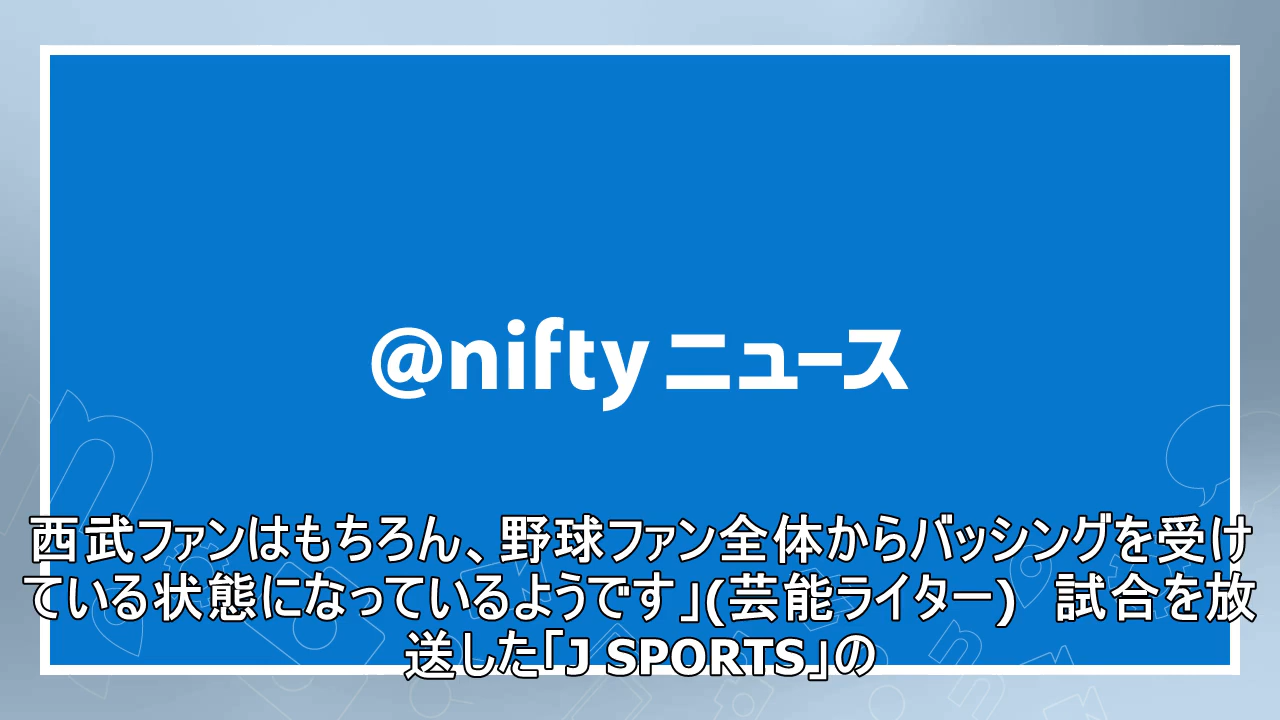 @nifty ニュース
西武ファンはもちろん、野球ファン全体からバッシングを受け
ている状態になっているようです」(芸能ライター)　試合を放
送した「J SPORTS」の